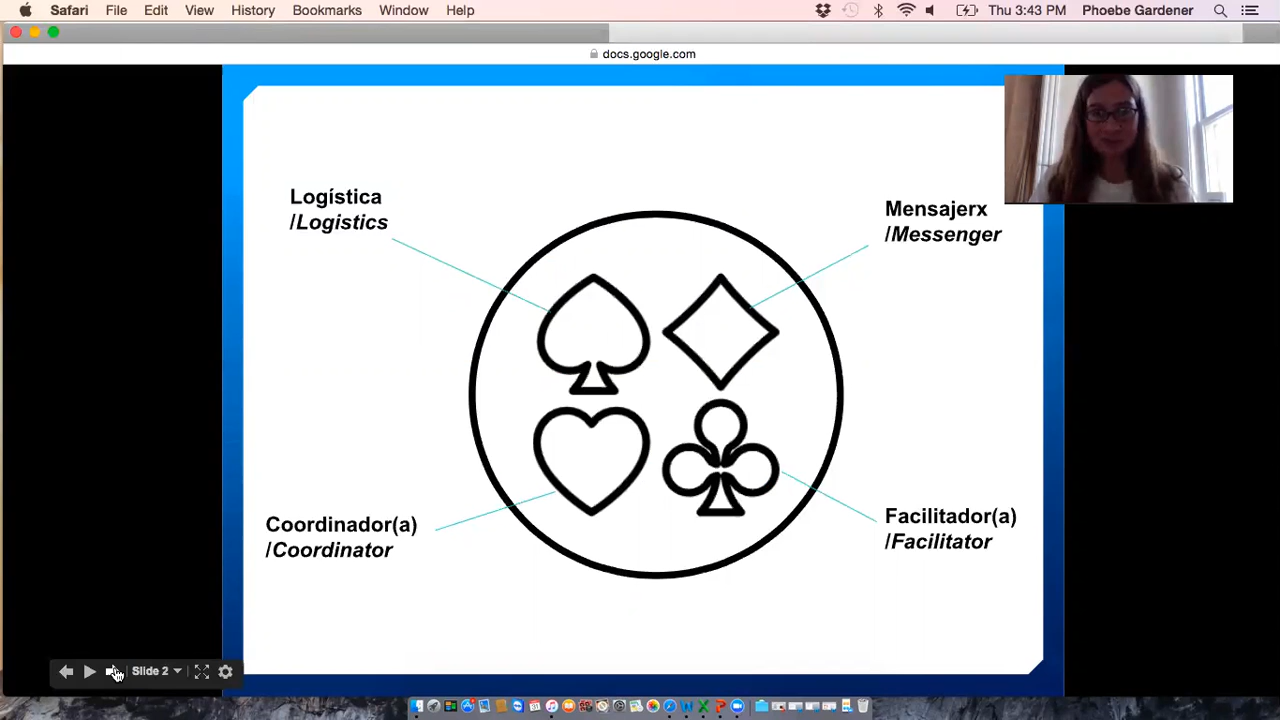 Safari File Edit View History Bookmarks Window Help Thu 3:43 PM Phoebe Gardener
docs.google.com
Logística
/Logistics
Mensajerx
/Messenger
Coordinador(a)
/Coordinator
Facilitador(a)
/Facilitator
Slide 2